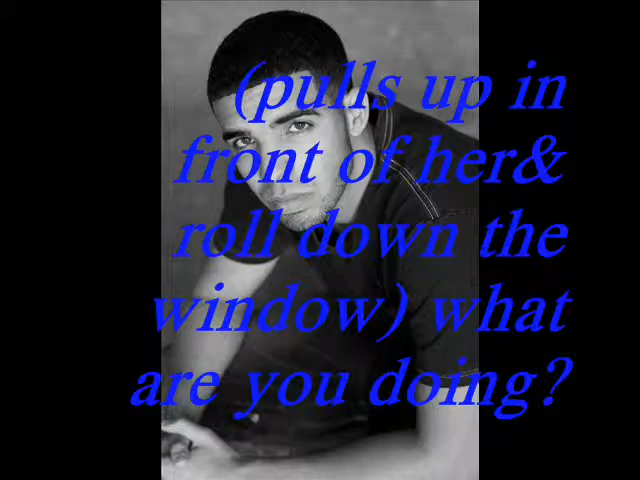 (pulls up in
front of her&
roll down the
window) what
are you doing?